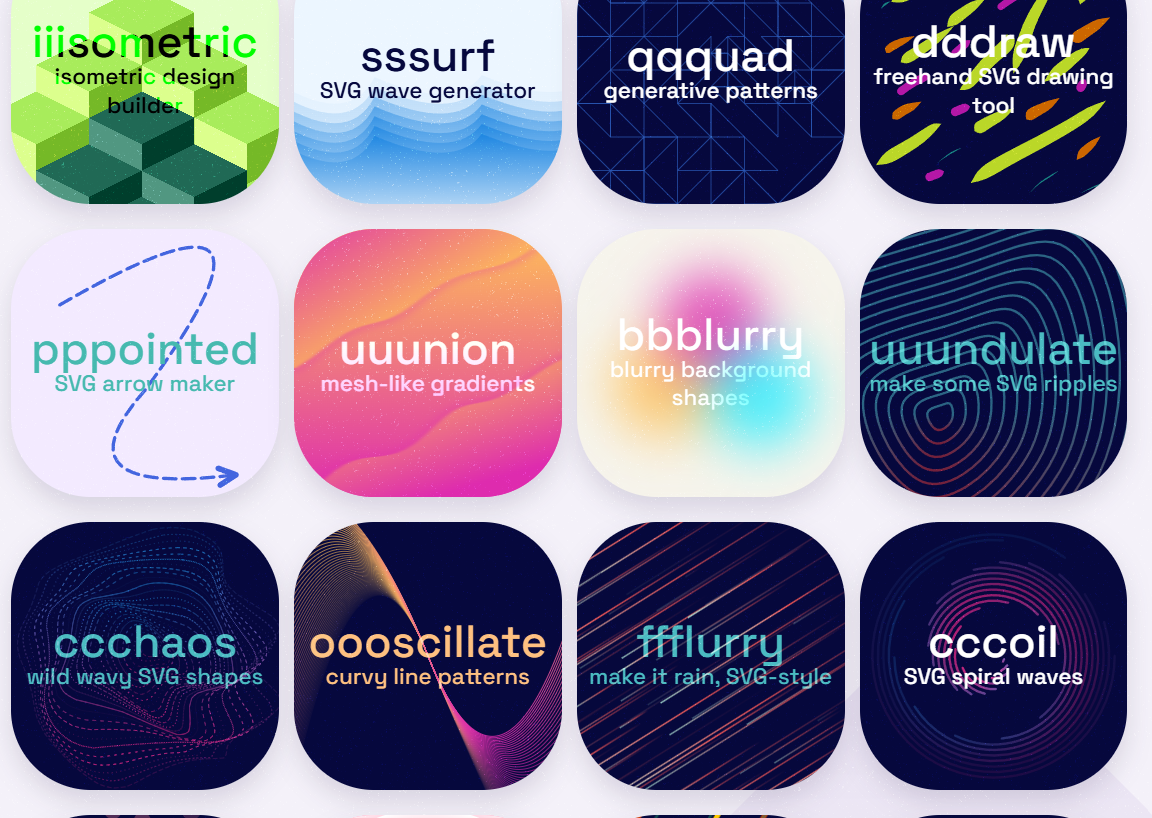 iiisometric
isometric design
builder
sssurf
SVG wave generator
qqquad
generative patterns
dddraw
freehand SVG drawing
tool
pppointed
SVG arrow maker
uuunion
mesh-like gradients
bbblurry
blurry background
shapes
uuundulate
make some SVG ripples
ccchaos
wild wavy SVG shapes
oooscillate
curvy line patterns
ffflurry
make it rain, SVG-style
cccoil
SVG spiral waves